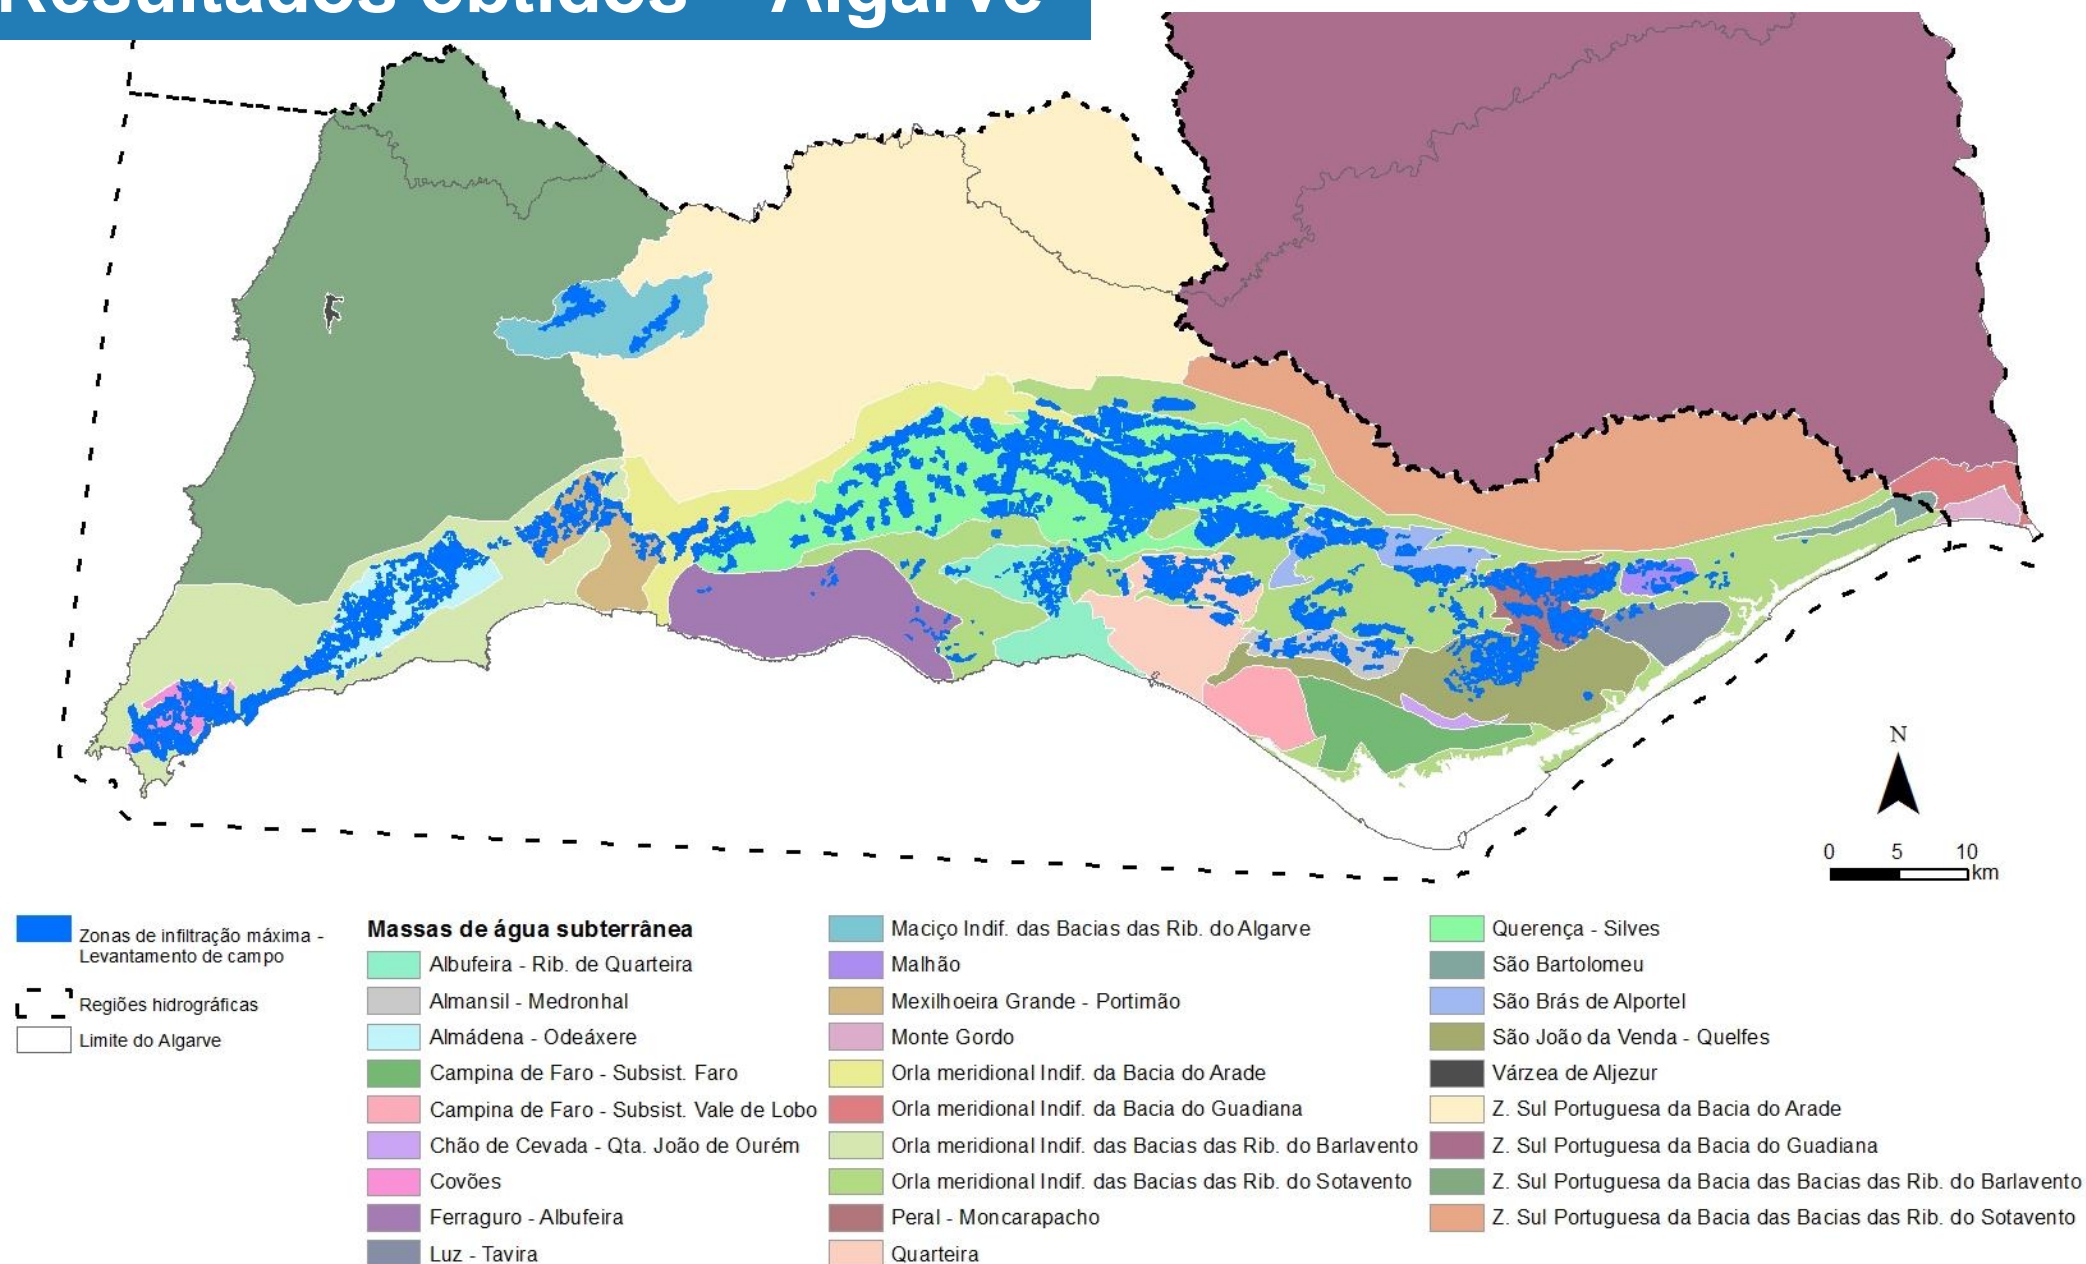 Resultados obtidos – Algarve
N
0 5 10
km
Zonas de infiltração máxima -
Levantamento de campo
Regiões hidrográficas
Limite do Algarve
Massas de água subterrânea
Albufeira - Rib. de Quarteira
Almansil - Medronhal
Almádena - Odeáxere
Campina de Faro - Subsist. Faro
Campina de Faro - Subsist. Vale de Lobo
Chão de Cevada - Qta. João de Ourém
Covões
Ferraguro - Albufeira
Luz - Tavira
Maciço Indif. das Bacias das Rib. do Algarve
Malhão
Mexilhoeira Grande - Portimão
Monte Gordo
Orla meridional Indif. da Bacia do Arade
Orla meridional Indif. da Bacia do Guadiana
Orla meridional Indif. das Bacias das Rib. do Barlavento
Orla meridional Indif. das Bacias das Rib. do Sotavento
Peral - Moncarapacho
Quarteira
Querença - Silves
São Bartolomeu
São Brás de Alportel
São João da Venda - Quelfes
Várzea de Aljezur
Z. Sul Portuguesa da Bacia do Arade
Z. Sul Portuguesa da Bacia do Guadiana
Z. Sul Portuguesa da Bacia das Bacias das Rib. do Barlavento
Z. Sul Portuguesa da Bacia das Bacias das Rib. do Sotavento